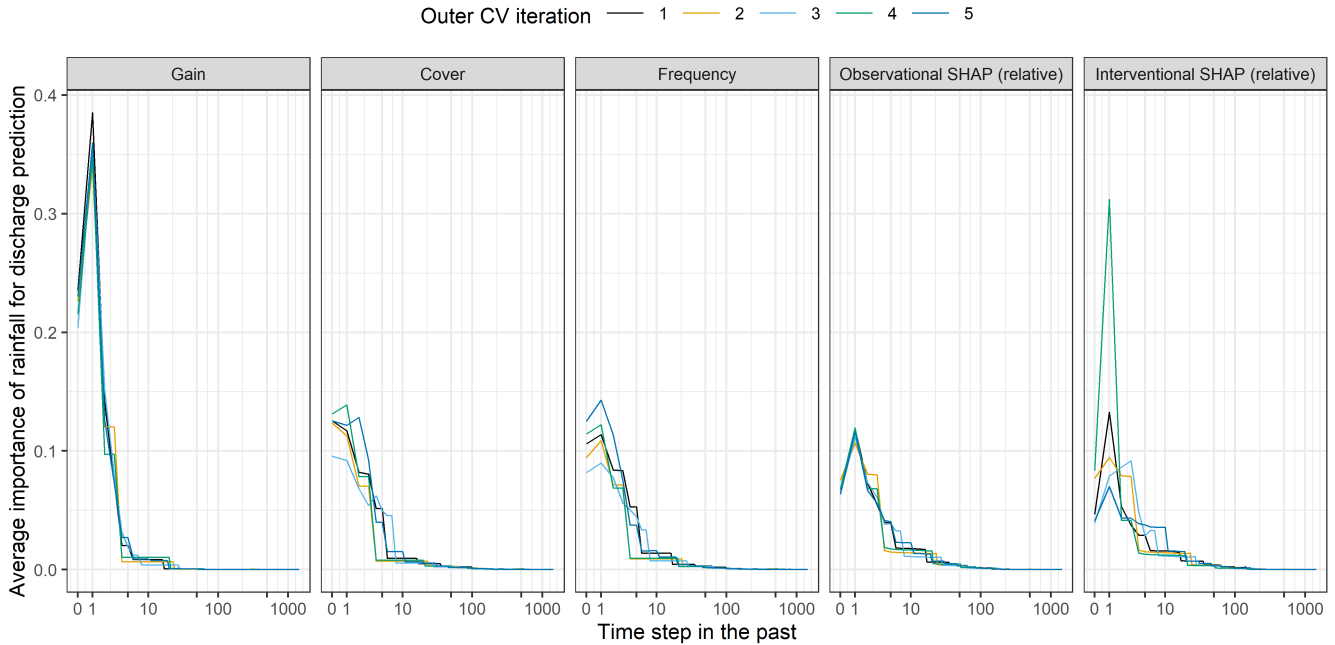 Outer CV iteration 1 2 3 4 5
Gain Cover Frequency Observational SHAP (relative) Interventional SHAP (relative)
Average importance of rainfall for discharge prediction
0.4
0.3
0.2
0.1
0.0
0 1 10 100 1000 0 1 10 100 1000 0 1 10 100 1000 0 1 10 100 1000 0 1 10 100 1000
Time step in the past